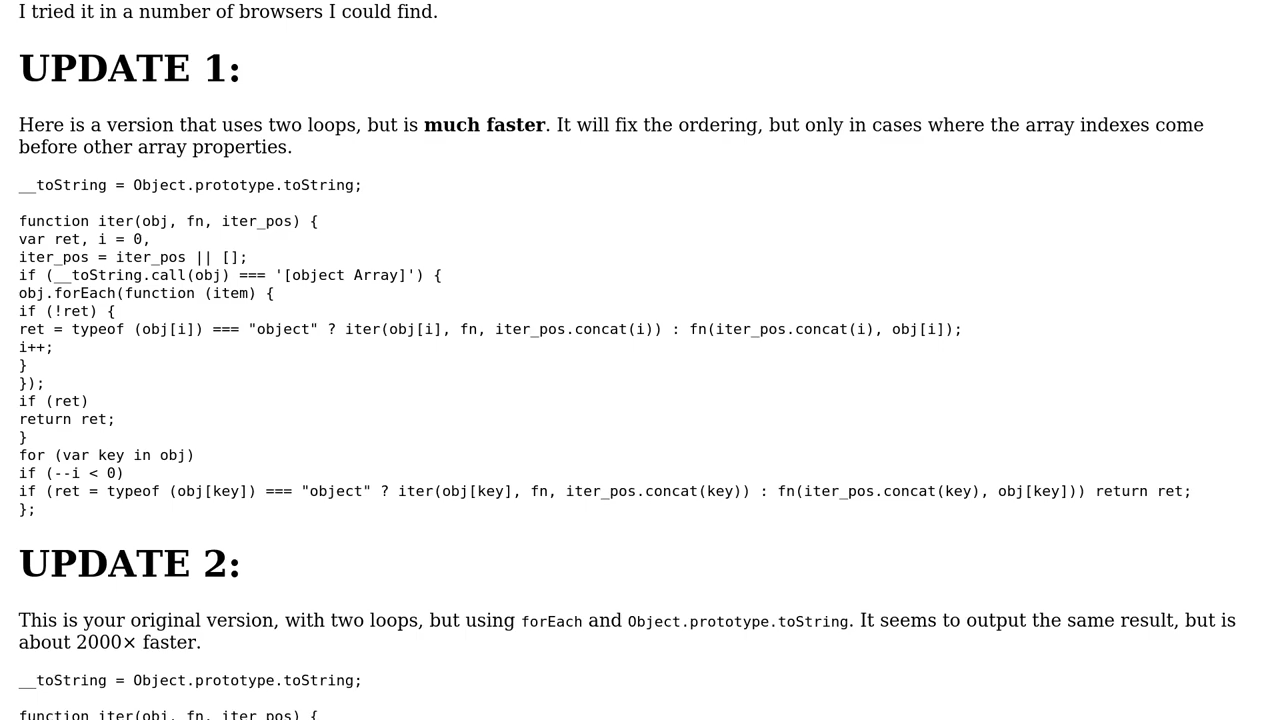 I tried it in a number of browsers I could find.
UPDATE 1:
Here is a version that uses two loops, but is much faster. It will fix the ordering, but only in cases where the array indexes come
before other array properties.
__toString = Object.prototype.toString;
function iter(obj, fn, iter_pos) {
var ret, i = 0,
iter_pos = iter_pos || [];
if (__toString.call(obj) === '[object Array]') {
obj.forEach(function (item) {
if (!ret) {
ret = typeof (obj[i]) === "object" ? iter(obj[i], fn, iter_pos.concat(i)) : fn(iter_pos.concat(i), obj[i]);
i++;
}
});
if (ret)
return ret;
}
for (var key in obj)
if (--i < 0)
if (ret = typeof (obj[key]) === "object" ? iter(obj[key], fn, iter_pos.concat(key)) : fn(iter_pos.concat(key), obj[key])) return ret;
};
UPDATE 2:
This is your original version, with two loops, but using forEach and Object.prototype.toString. It seems to output the same result, but is
about 2000× faster.
__toString = Object.prototype.toString;
function iter(obj, fn, iter_pos) {